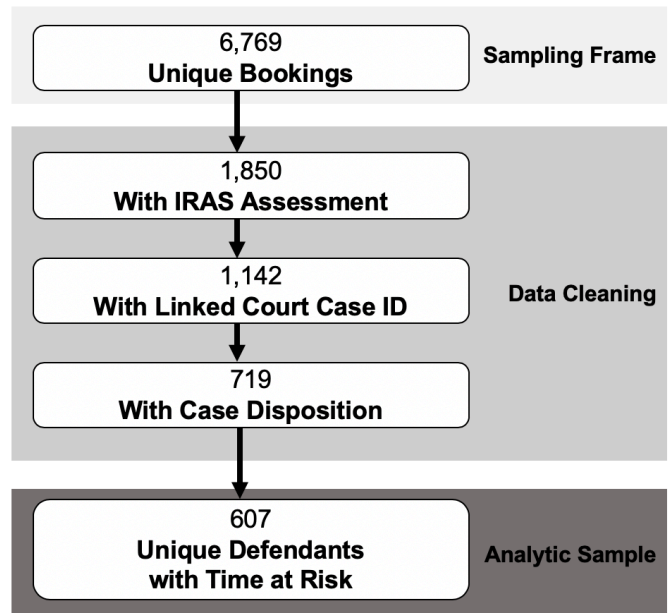 6,769
Unique Bookings
Sampling Frame
1,850
With IRAS Assessment
1,142
With Linked Court Case ID
Data Cleaning
719
With Case Disposition
607
Unique Defendants
with Time at Risk
Analytic Sample